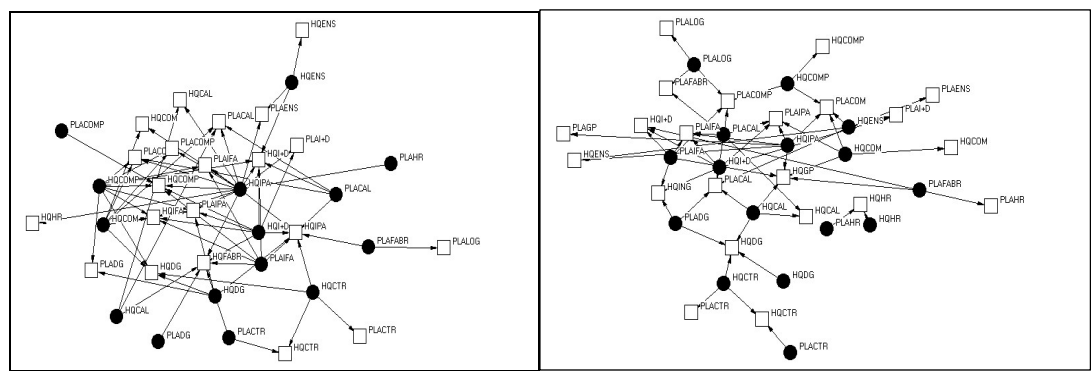 HQENS
HQENS
HQCAL
PLAENS
PLACAL
HQCOM
PLACOMP
PLAI+D
PLACOMP
HQI+D
PLAIFA
PLAHR
HQCOMP
HQCOMP
HQIPA
PLACAL
PLAIPA
HQIFA
HQHR
HQCOM
HQI+D
HQIPA
PLAFABR
PLALOG
PLADG
HQDG
HQFABR
PLAIFA
HQDG
HQCTR
HQCAL
PLADG
PLACTR
PLACTR
HQCTR
PLALOG
HQCOMP
PLALOG
PLAFABR
HQCOMP
PLACOMP
PLAENS
PLACOM
PLAI+D
PLAIPA
HQI+D
PLAIFA
PLACAL
HQENS
PLAGP
HQIPA
PLAIFA
HQCOM
HQCOM
HQENS
HQI+D
HQGP
HQING
PLACAL
PLAFABR
PLAHR
HQHR
HQCAL
HQCAL
PLADG
PLAHR
HQHR
HQDG
HQDG
HQCTR
PLACTR
HQCTR
PLACTR